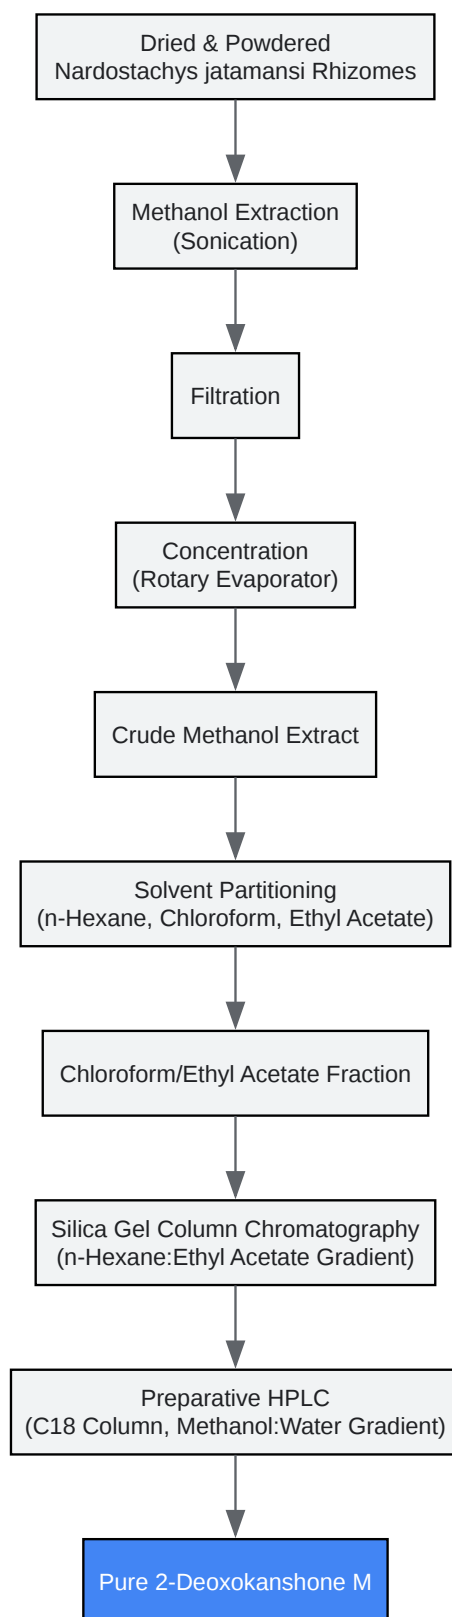 Dried & Powdered
Nardostachys jatamansi Rhizomes
Methanol Extraction
(Sonication)
Filtration
Concentration
(Rotary Evaporator)
Crude Methanol Extract
Solvent Partitioning
(n-Hexane, Chloroform, Ethyl Acetate)
Chloroform/Ethyl Acetate Fraction
Silica Gel Column Chromatography
(n-Hexane:Ethyl Acetate Gradient)
Preparative HPLC
(C18 Column, Methanol:Water Gradient)
Pure 2-Deoxokanshone M